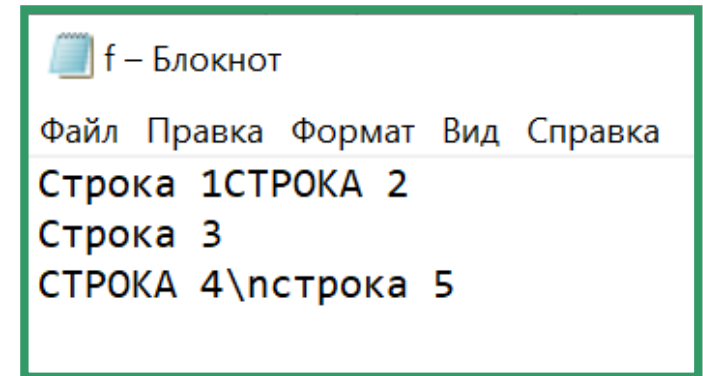 f – Блокнот
Файл Правка Формат Вид Справка
Строка 1СТРОКА 2
Строка 3
СТРОКА 4\nстрока 5